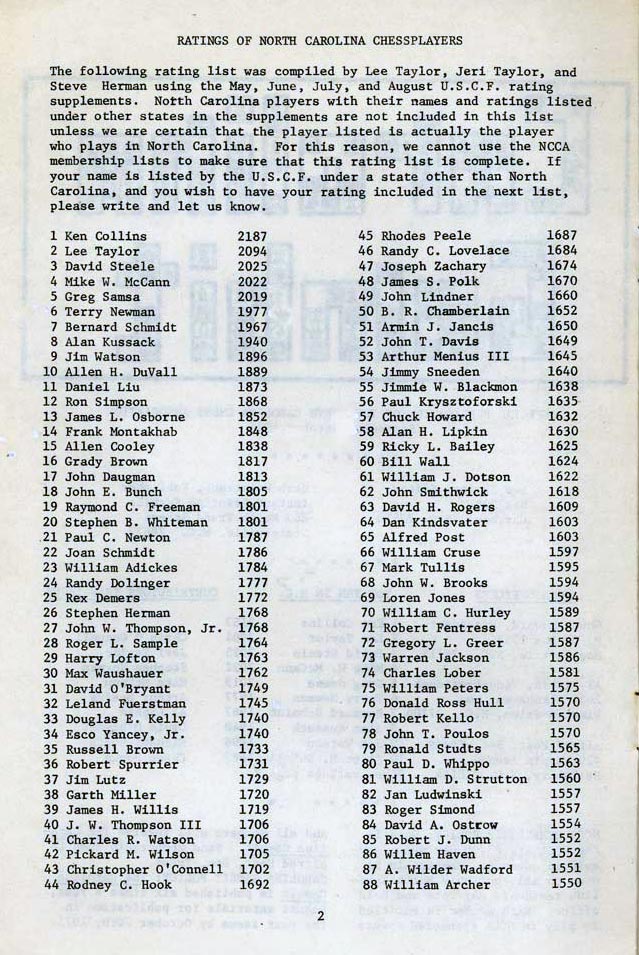 RATINGS OF NORTH CAROLINA CHESSPLAYERS
The following rating list was compiled by Lee Taylor, Jeri Taylor, and
Steve Herman using the May, June, July, and August U.S.C.F. rating
supplements. North Carolina players with their names and ratings listed
under other states in the supplements are not included in this list
unless we are certain that the player listed is actually the player
who plays in North Carolina. For this reason, we cannot use the NCCA
membership lists to make sure that this rating list is complete. If
your name is listed by the U.S.C.F. under a state other than North
Carolina, and you wish to have your rating included in the next list,
please write and let us know.
1 Ken Collins 2187
2 Lee Taylor 2094
3 David Steele 2025
4 Mike W. McCann 2022
5 Greg Samsa 2019
6 Terry Newman 1977
7 Bernard Schmidt 1967
8 Alan Kussack 1940
9 Jim Watson 1896
10 Allen H. DuVall 1889
11 Daniel Liu 1873
12 Ron Simpson 1868
13 James L. Osborne 1852
14 Frank Montakhab 1848
15 Allen Cooley 1838
16 Grady Brown 1817
17 John Daugman 1813
18 John E. Bunch 1805
19 Raymond C. Freeman 1801
20 Stephen B. Whiteman 1801
21 Paul C. Newton 1787
22 Joan Schmidt 1786
23 William Adickes 1784
24 Randy Dolinger 1777
25 Rex Demers 1772
26 Stephen Herman 1768
27 John W. Thompson, Jr. 1768
28 Roger L. Sample 1764
29 Harry Lofton 1763
30 Max Waushauer 1762
31 David O'Bryant 1749
32 Leland Fuerstman 1745
33 Douglas E. Kelly 1740
34 Esco Yancey, Jr. 1740
35 Russell Brown 1733
36 Robert Spurrier 1731
37 Jim Lutz 1729
38 Garth Miller 1720
39 James H. Willis 1719
40 J. W. Thompson III 1706
41 Charles R. Watson 1706
42 Pickard M. Wilson 1705
43 Christopher O'Connell 1702
44 Rodney C. Hook 1692
45 Rhodes Peele 1687
46 Randy C. Lovelace 1684
47 Joseph Zachary 1674
48 James S. Polk 1670
49 John Lindner 1660
50 B. R. Chamberlain 1652
51 Armin J. Jancis 1650
52 John T. Davis 1649
53 Arthur Menius III 1645
54 Jimmy Sneeden 1640
55 Jimmie W. Blackmon 1638
56 Paul Krysztoforski 1635
57 Chuck Howard 1632
58 Alan H. Lipkin 1630
59 Ricky L. Bailey 1625
60 Bill Wall 1624
61 William J. Dotson 1622
62 John Smithwick 1618
63 David H. Rogers 1609
64 Dan Kindsvater 1603
65 Alfred Post 1603
66 William Cruse 1597
67 Mark Tullis 1595
68 John W. Brooks 1594
69 Loren Jones 1594
70 William C. Hurley 1589
71 Robert Fentress 1587
72 Gregory L. Greer 1587
73 Warren Jackson 1586
74 Charles Lober 1581
75 William Peters 1575
76 Donald Ross Hull 1570
77 Robert Kello 1570
78 John T. Poulos 1570
79 Ronald Studts 1565
80 Paul D. Whippo 1563
81 William D. Strutton 1560
82 Jan Ludwinski 1557
83 Roger Simond 1557
84 David A. Ostrow 1554
85 Robert J. Dunn 1552
86 Willem Haven 1552
87 A. Wilder Wadford 1551
88 William Archer 1550
2